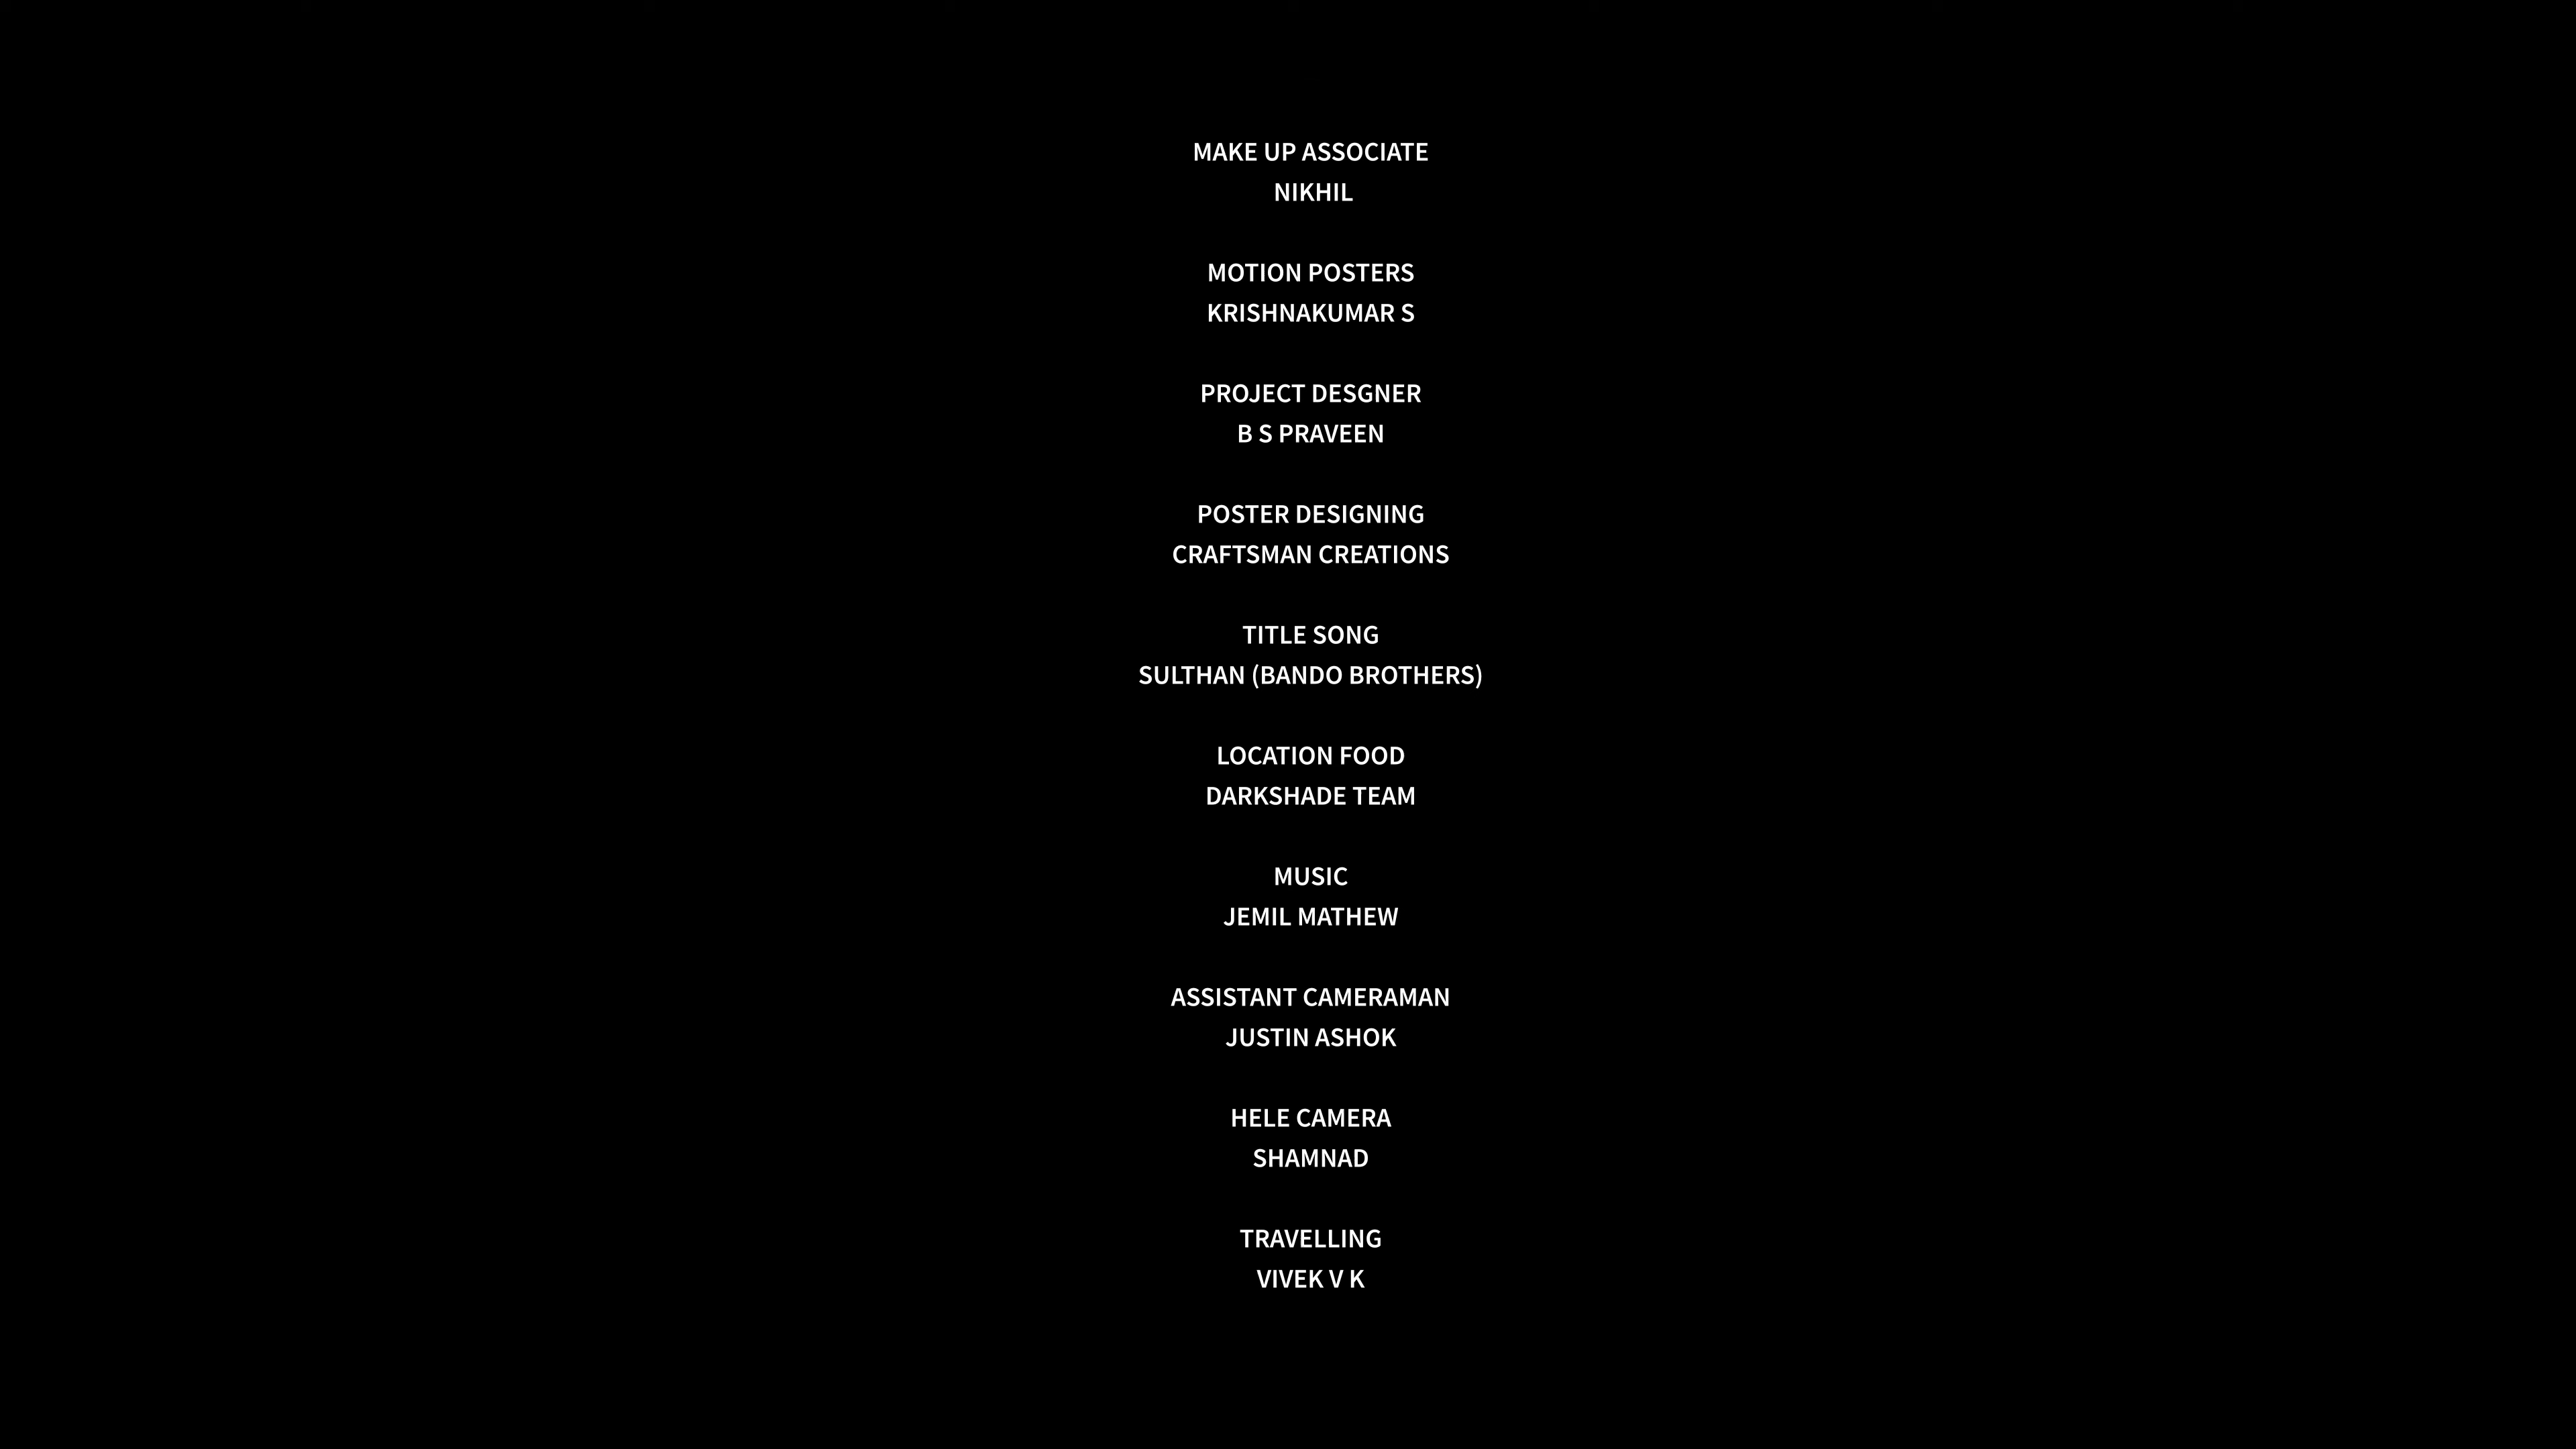 MAKE UP ASSOCIATE
NIKHIL
MOTION POSTERS
KRISHNAKUMAR S
PROJECT DESGNER
B S PRAVEEN
POSTER DESIGNING
CRAFTSMAN CREATIONS
TITLE SONG
SULTHAN (BANDO BROTHERS)
LOCATION FOOD
DARKSHADE TEAM
MUSIC
JEMIL MATHEW
ASSISTANT CAMERAMAN
JUSTIN ASHOK
HELE CAMERA
SHAMNAD
TRAVELLING
VIVEK V K